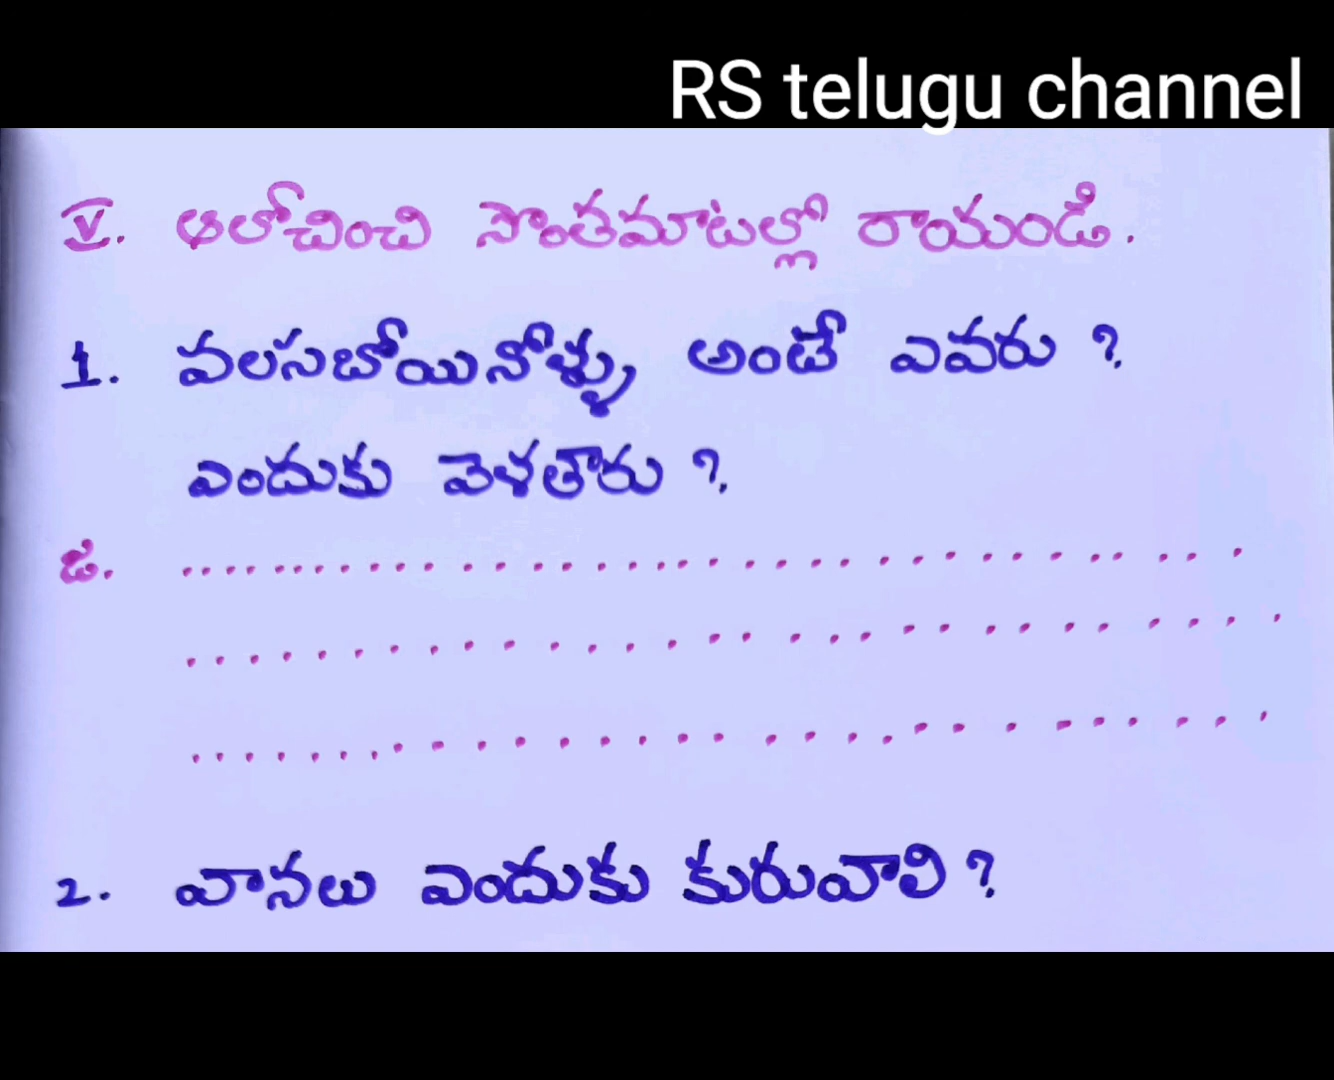 RS telugu channel
V. ఆలోచించి సొంతమాటల్లో రాయండి.
1. వలసబోయినోళ్ళు అంటే ఎవరు ?
ఎందుకు వెళతారు ?
జ. ........................................
........................................
........................................
2. వానలు ఎందుకు కురువాలి ?